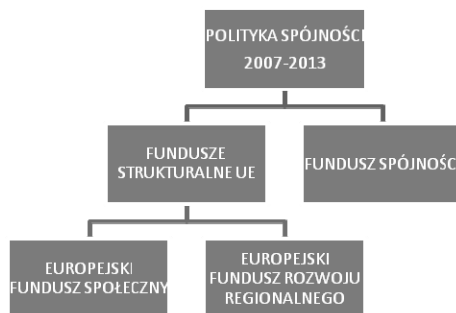 POLITYKA SPÓJNOŚCI
2007-2013
FUNDUSZE
STRUKTURALNE UE
FUNDUSZ SPÓJNOŚC
EUROPEJSKI
FUNDUSZ SPOŁECZNY
EUROPEJSKI
FUNDUSZ ROZWOJU
REGIONALNEGO